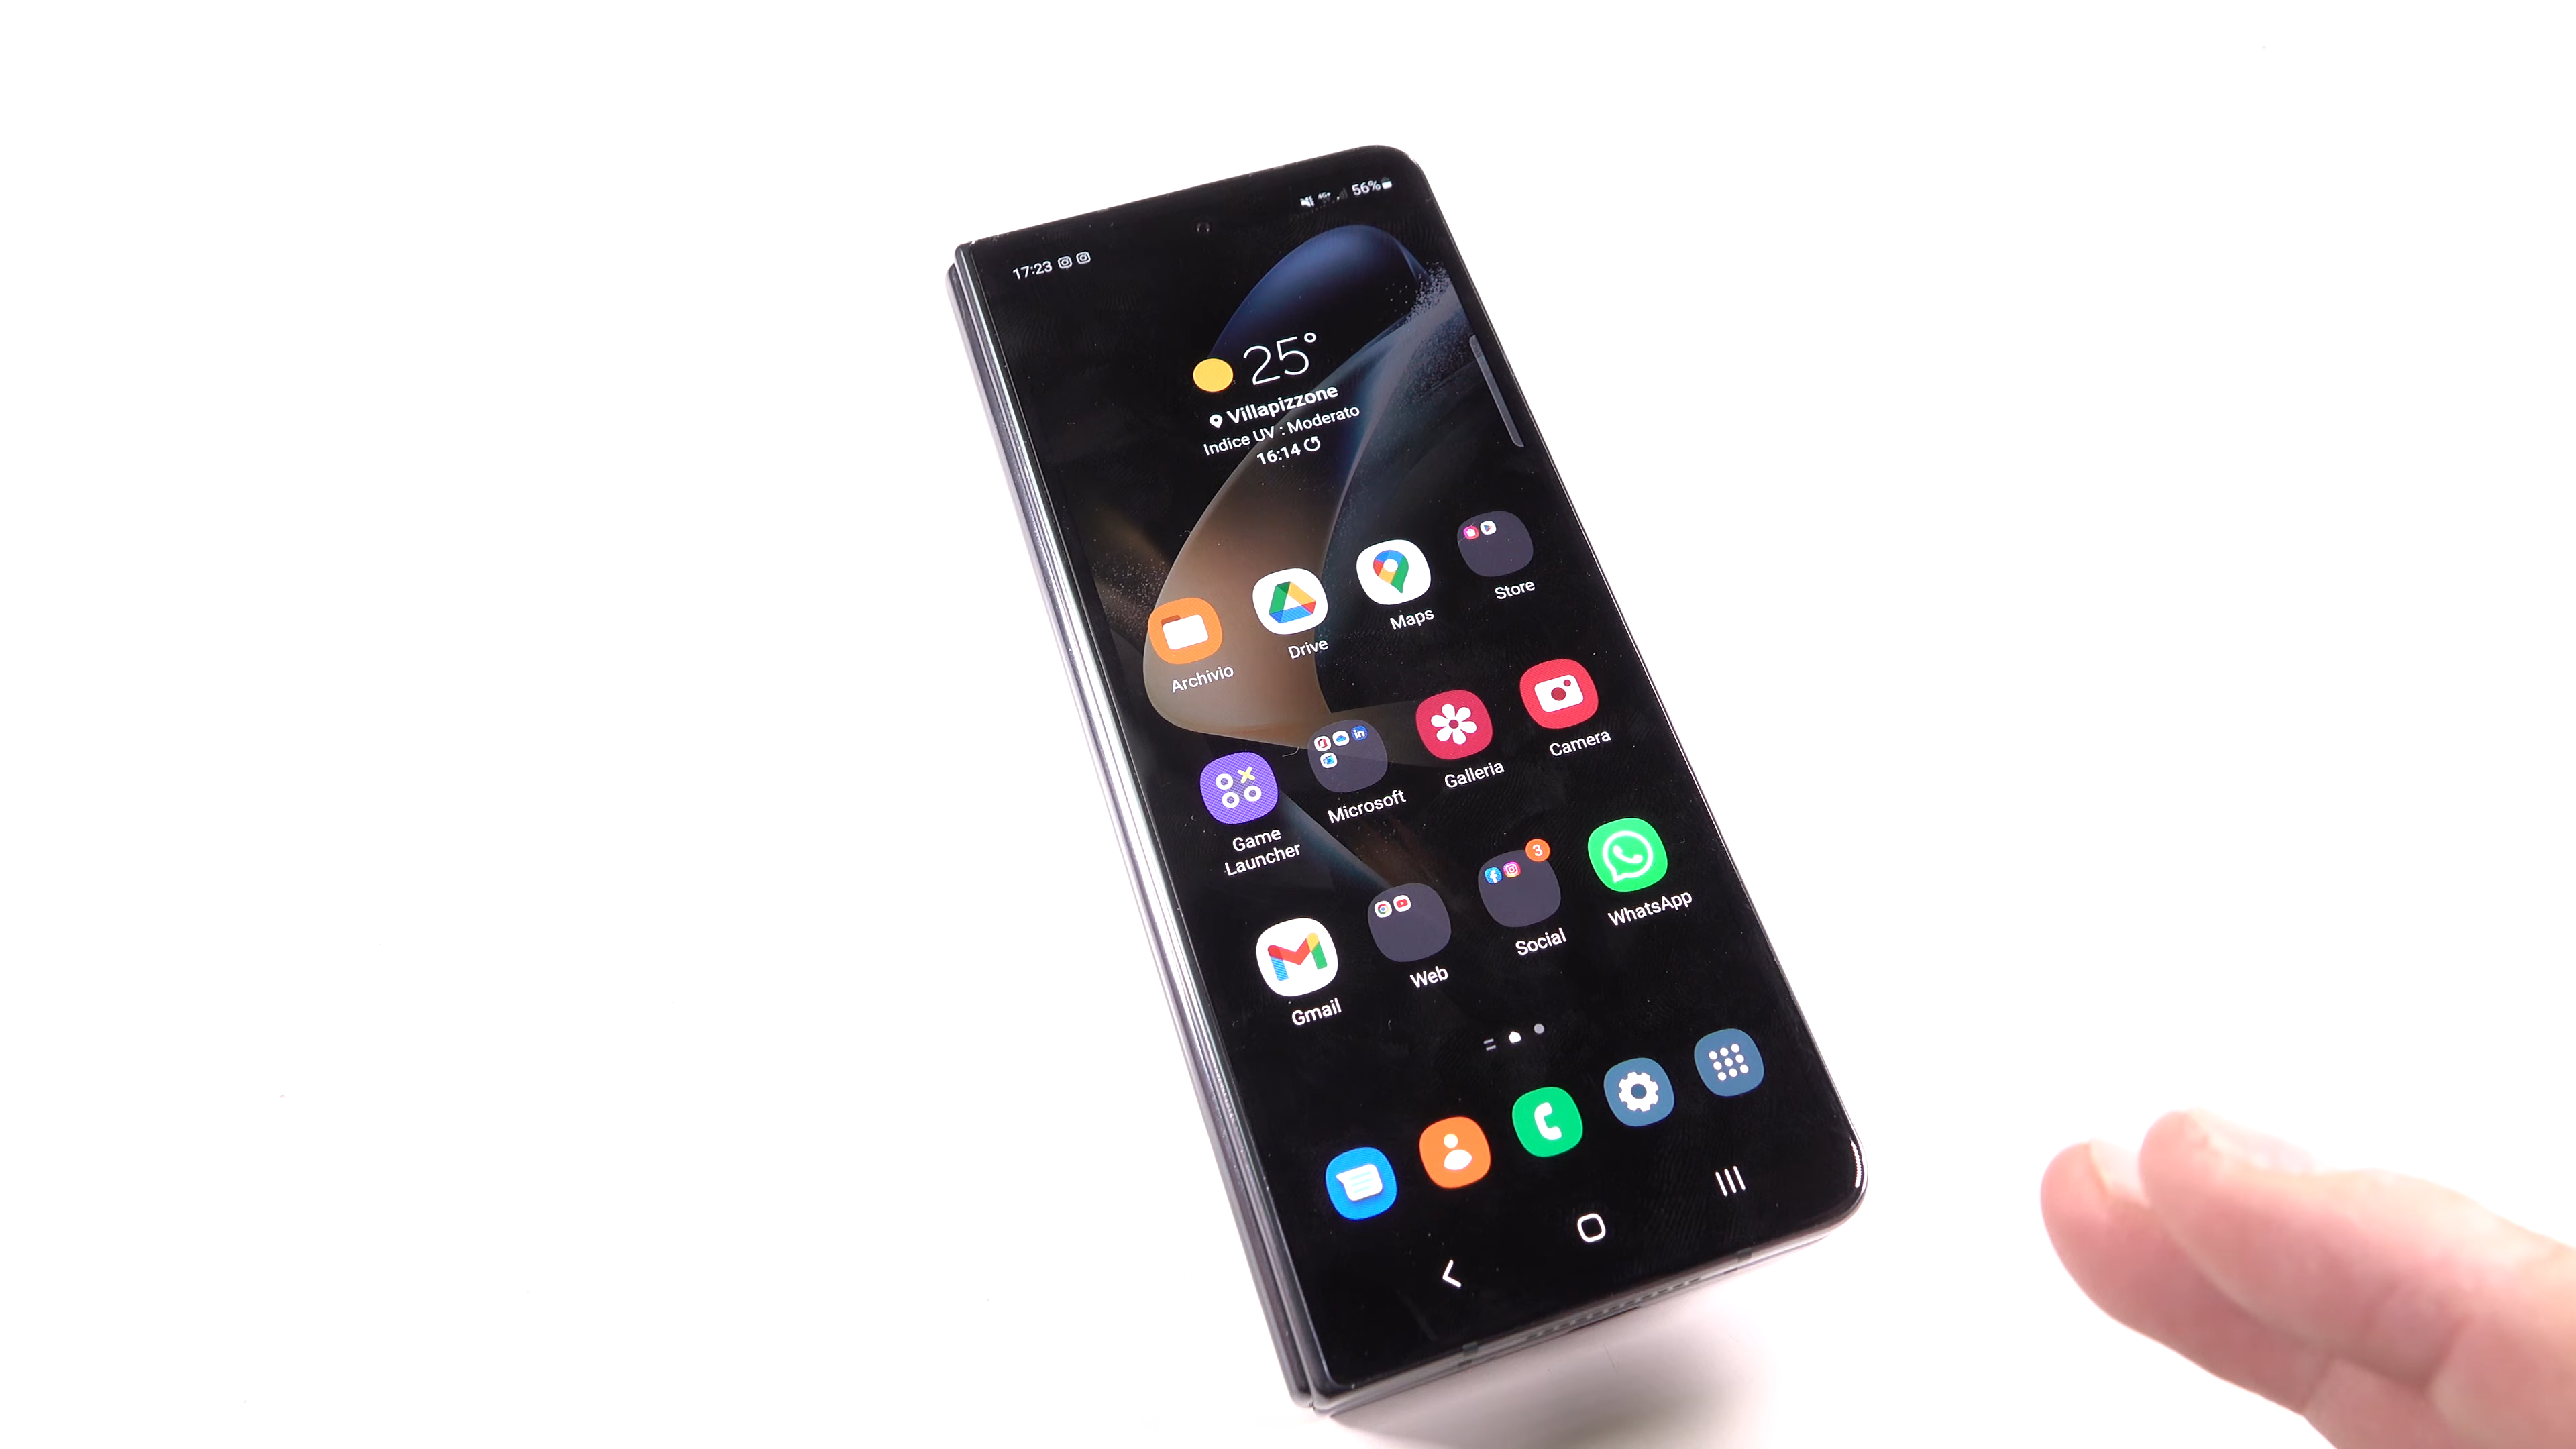 56%
17:23
25°
Villapizzone
Indice UV : Moderato
16:14
Archivio
Drive
Maps
Store
Game
Launcher
Microsoft
Galleria
Camera
Gmail
Web
3
Social
WhatsApp